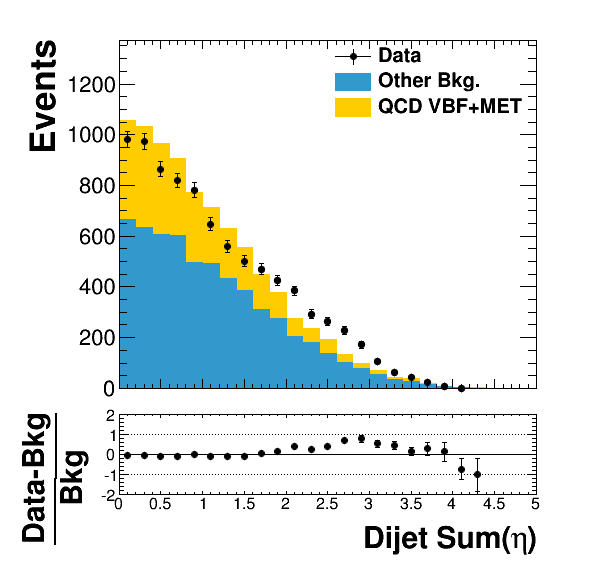 Events
1200
1000
800
600
400
200
0
Data
Other Bkg.
QCD VBF+MET
Data-Bkg
Bkg
2
1
0
-1
-2
0 0.5 1 1.5 2 2.5 3 3.5 4 4.5 5
Dijet Sum(η)